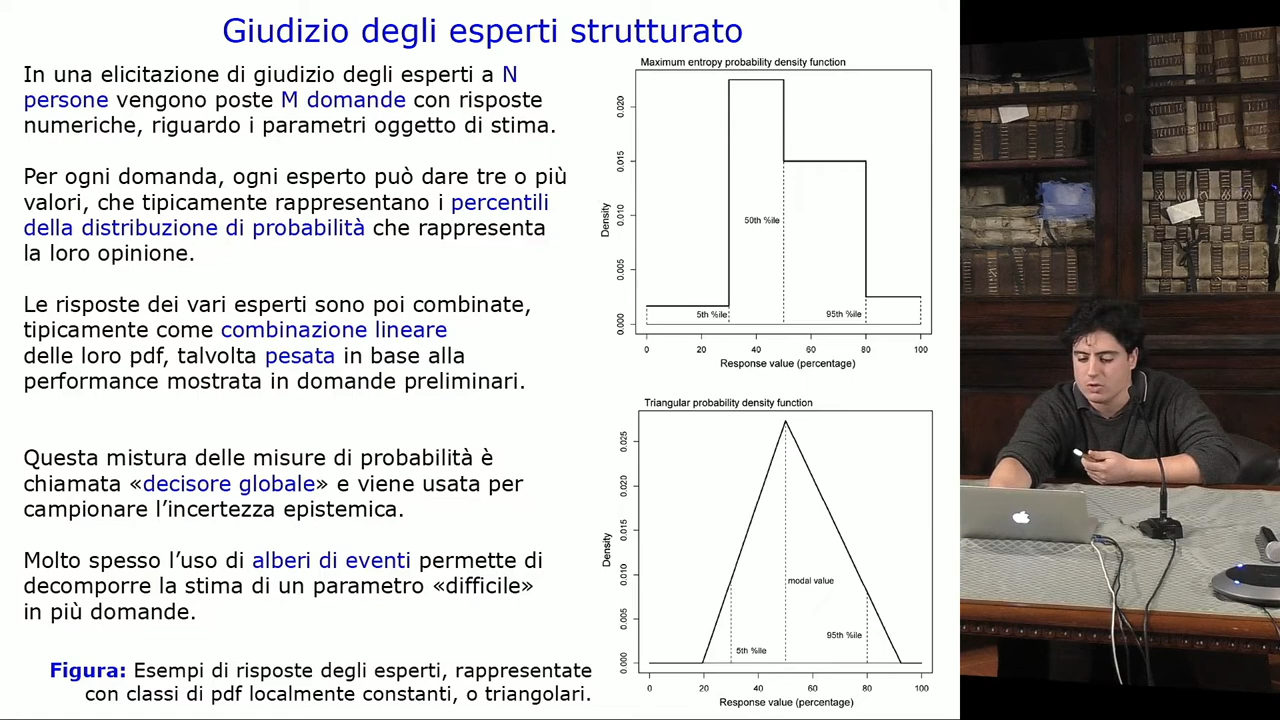 Giudizio degli esperti strutturato
In una elicitazione di giudizio degli esperti a N
persone vengono poste M domande con risposte
numeriche, riguardo i parametri oggetto di stima.
Per ogni domanda, ogni esperto può dare tre o più
valori, che tipicamente rappresentano i percentili
della distribuzione di probabilità che rappresenta
la loro opinione.
Le risposte dei vari esperti sono poi combinate,
tipicamente come combinazione lineare
delle loro pdf, talvolta pesata in base alla
performance mostrata in domande preliminari.
Questa mistura delle misure di probabilità è
chiamata «decisore globale» e viene usata per
campionare l'incertezza epistemica.
Molto spesso l'uso di alberi di eventi permette di
decomporre la stima di un parametro «difficile»
in più domande.
Figura: Esempi di risposte degli esperti, rappresentate
con classi di pdf localmente constanti, o triangolari.
Maximum entropy probability density function
Density
0.020
0.015
0.010
0.005
0.000
50th %ile
5th %ile
95th %ile
0 20 40 60 80 100
Response value (percentage)
Triangular probability density function
Density
0.025
0.020
0.015
0.010
0.005
0.000
modal value
95th %ile
5th %ile
0 20 40 60 80 100
Response value (percentage)